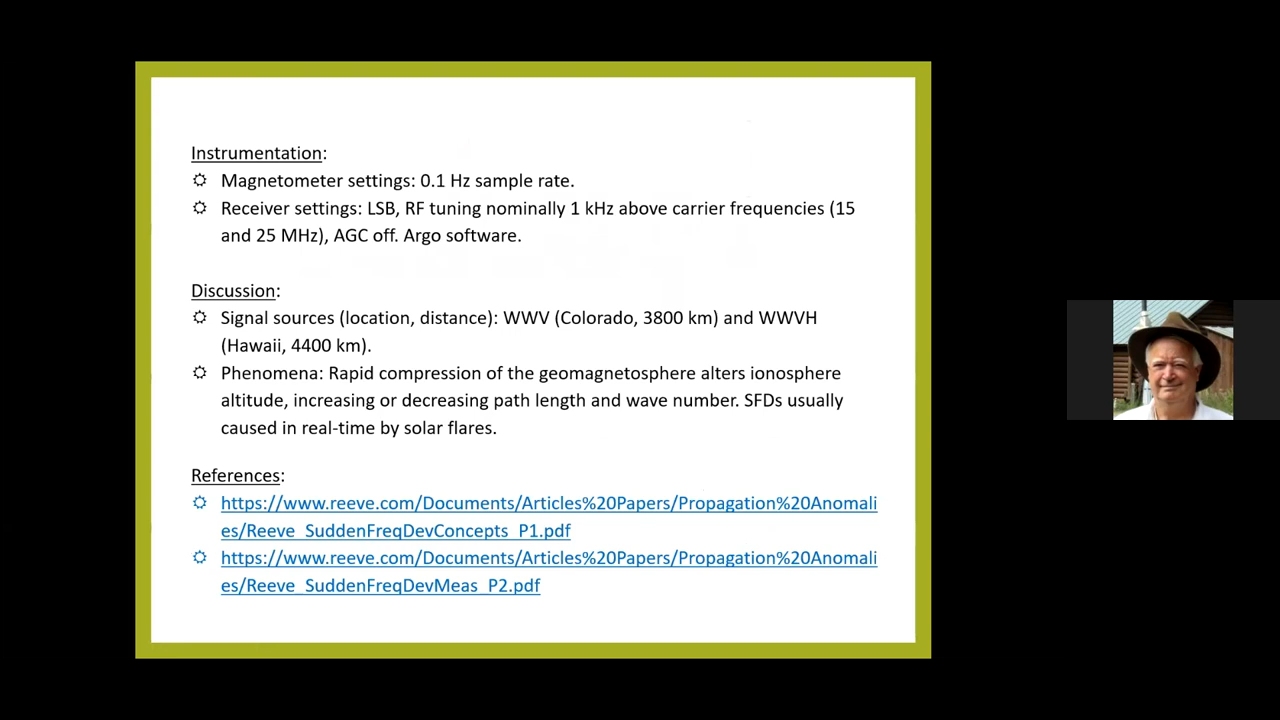 Instrumentation:
Magnetometer settings: 0.1 Hz sample rate.
Receiver settings: LSB, RF tuning nominally 1 kHz above carrier frequencies (15
and 25 MHz), AGC off. Argo software.
Discussion:
Signal sources (location, distance): WWV (Colorado, 3800 km) and WWVH
(Hawaii, 4400 km).
Phenomena: Rapid compression of the geomagnetosphere alters ionosphere
altitude, increasing or decreasing path length and wave number. SFDs usually
caused in real-time by solar flares.
References:
https://www.reeve.com/Documents/Articles%20Papers/Propagation%20Anomali
es/Reeve_SuddenFreqDevConcepts_P1.pdf
https://www.reeve.com/Documents/Articles%20Papers/Propagation%20Anomali
es/Reeve_SuddenFreqDevMeas_P2.pdf